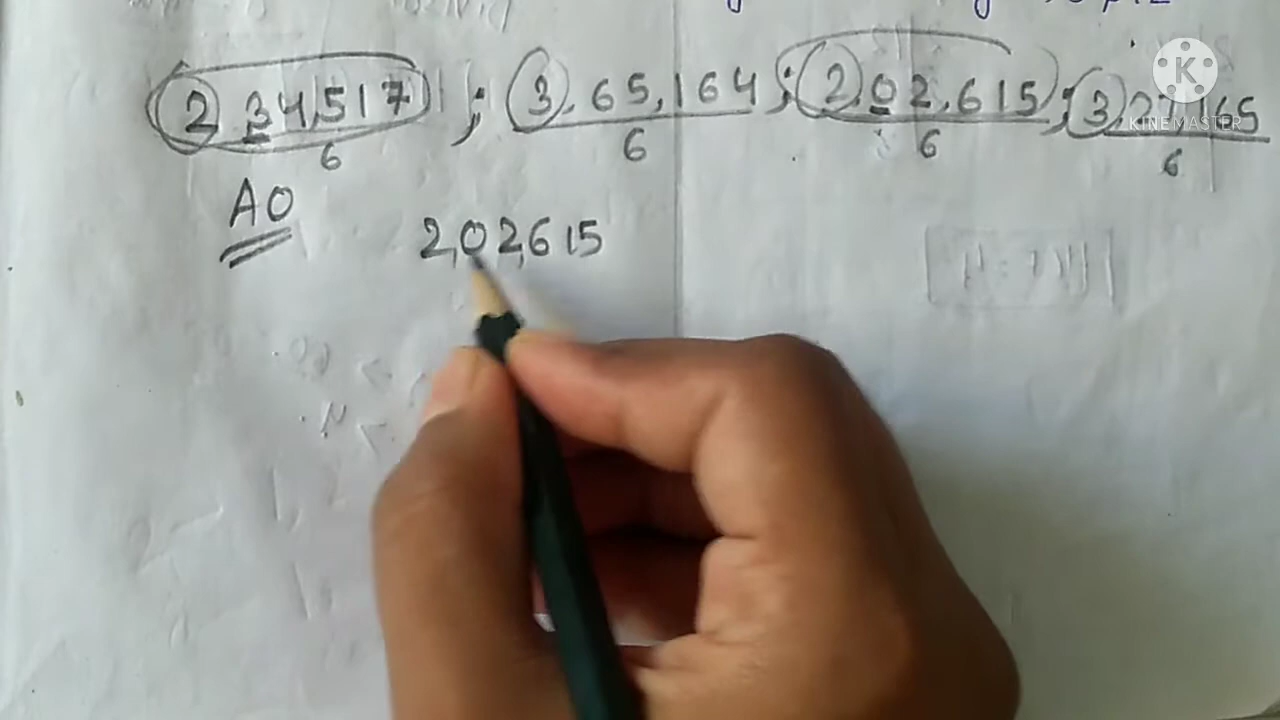 2,34,517 ; 3,65,164 ; 2,02,615 ; 3,27,165
6 6 6 6
K
KINEMASTER
AO 2,02,615